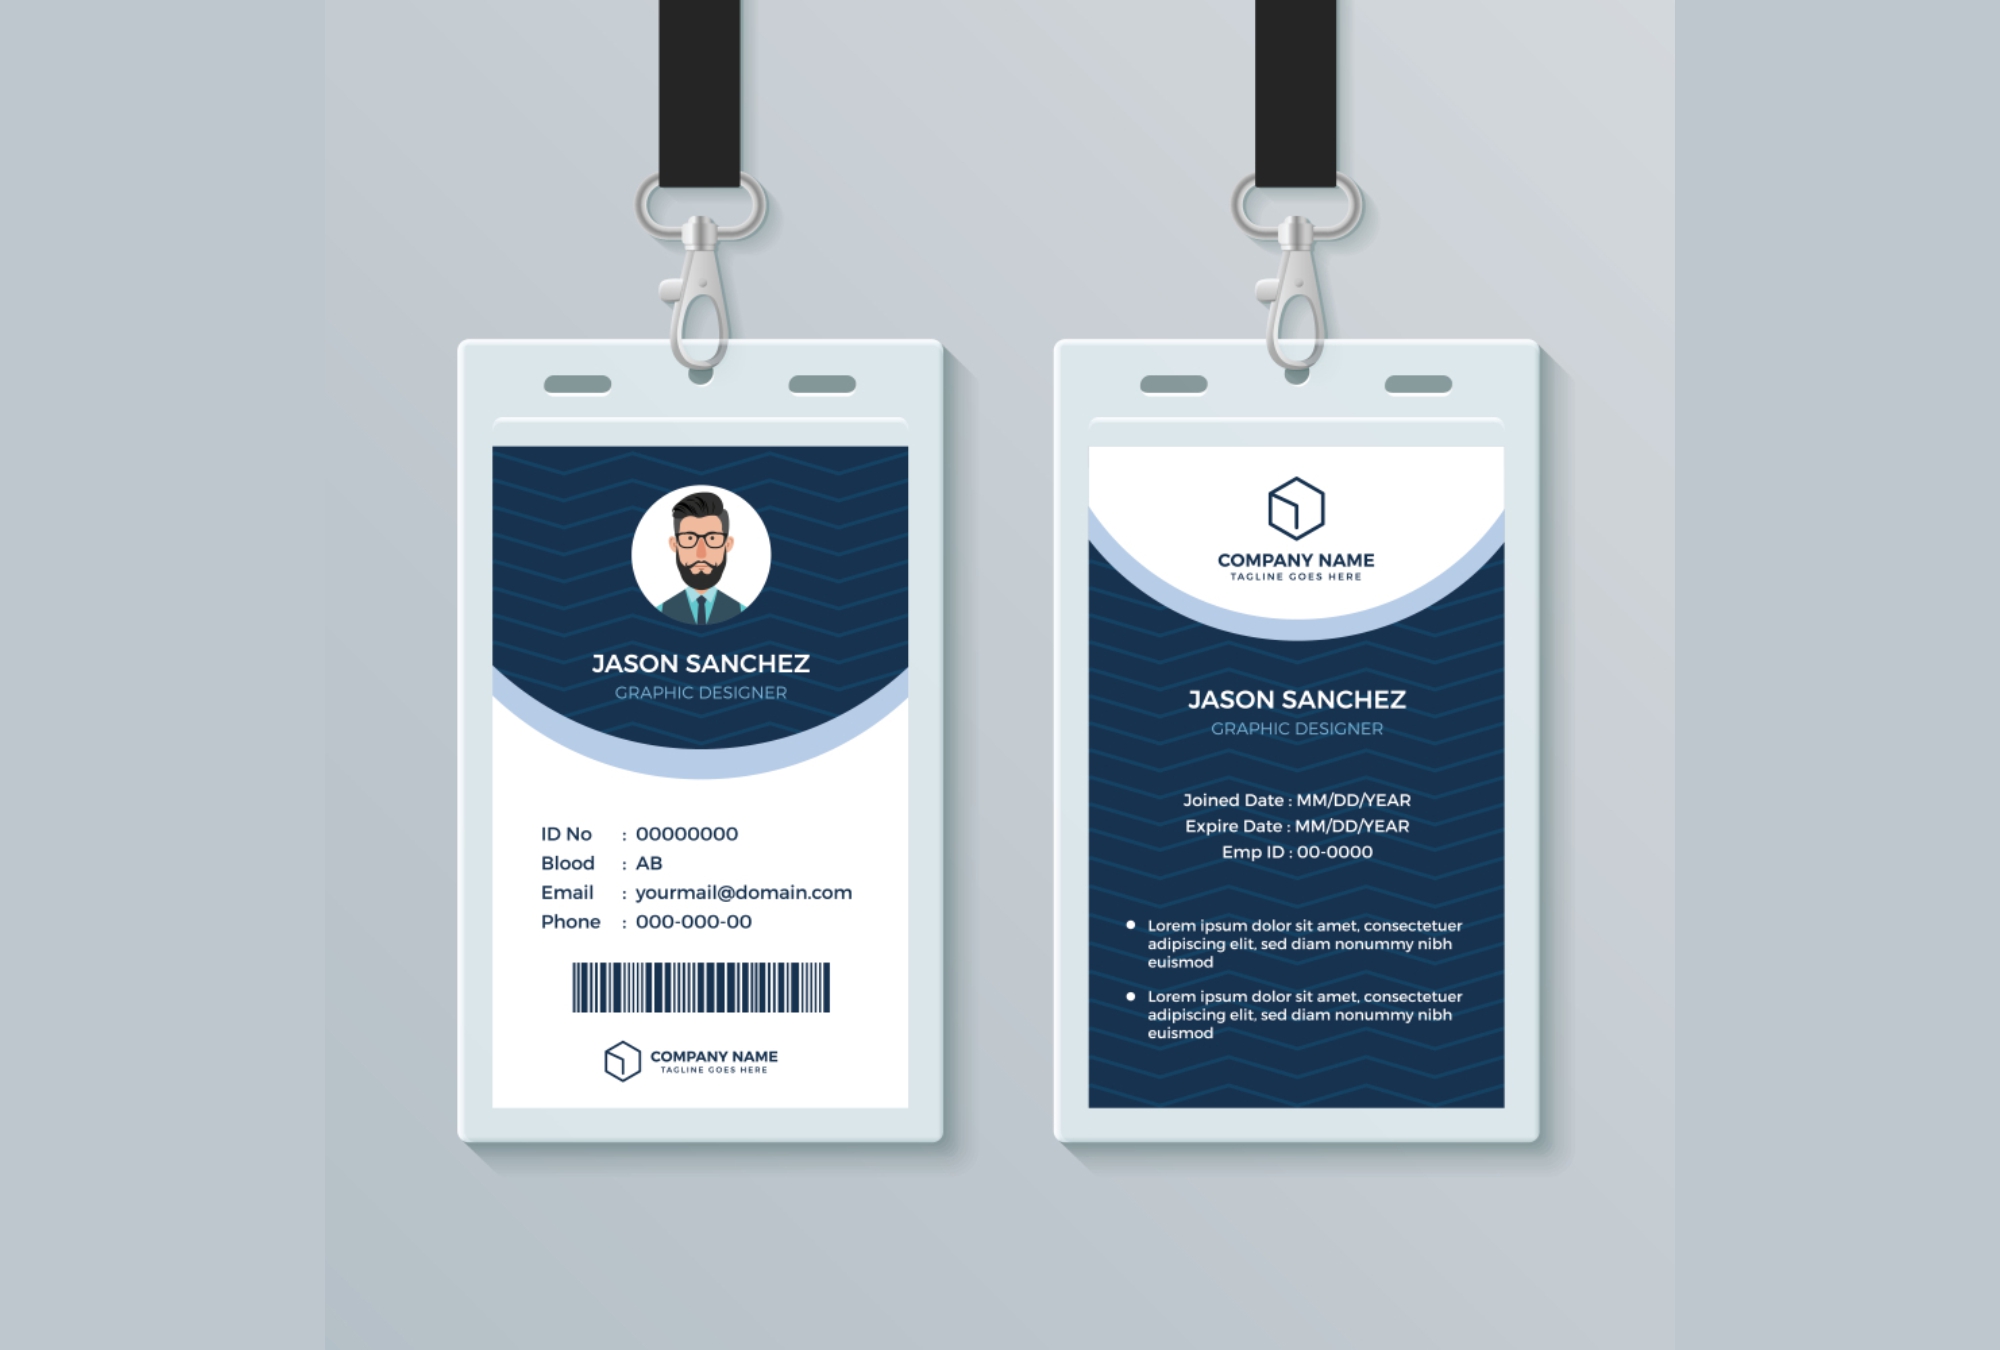 JASON SANCHEZ
GRAPHIC DESIGNER
ID No : 00000000
Blood : AB
Email : yourmail@domain.com
Phone : 000-000-00
COMPANY NAME
TAGLINE GOES HERE
COMPANY NAME
TAGLINE GOES HERE
JASON SANCHEZ
GRAPHIC DESIGNER
Joined Date : MM/DD/YEAR
Expire Date : MM/DD/YEAR
Emp ID : 00-0000
Lorem ipsum dolor sit amet, consectetuer
adipiscing elit, sed diam nonummy nibh
euismod
Lorem ipsum dolor sit amet, consectetuer
adipiscing elit, sed diam nonummy nibh
euismod